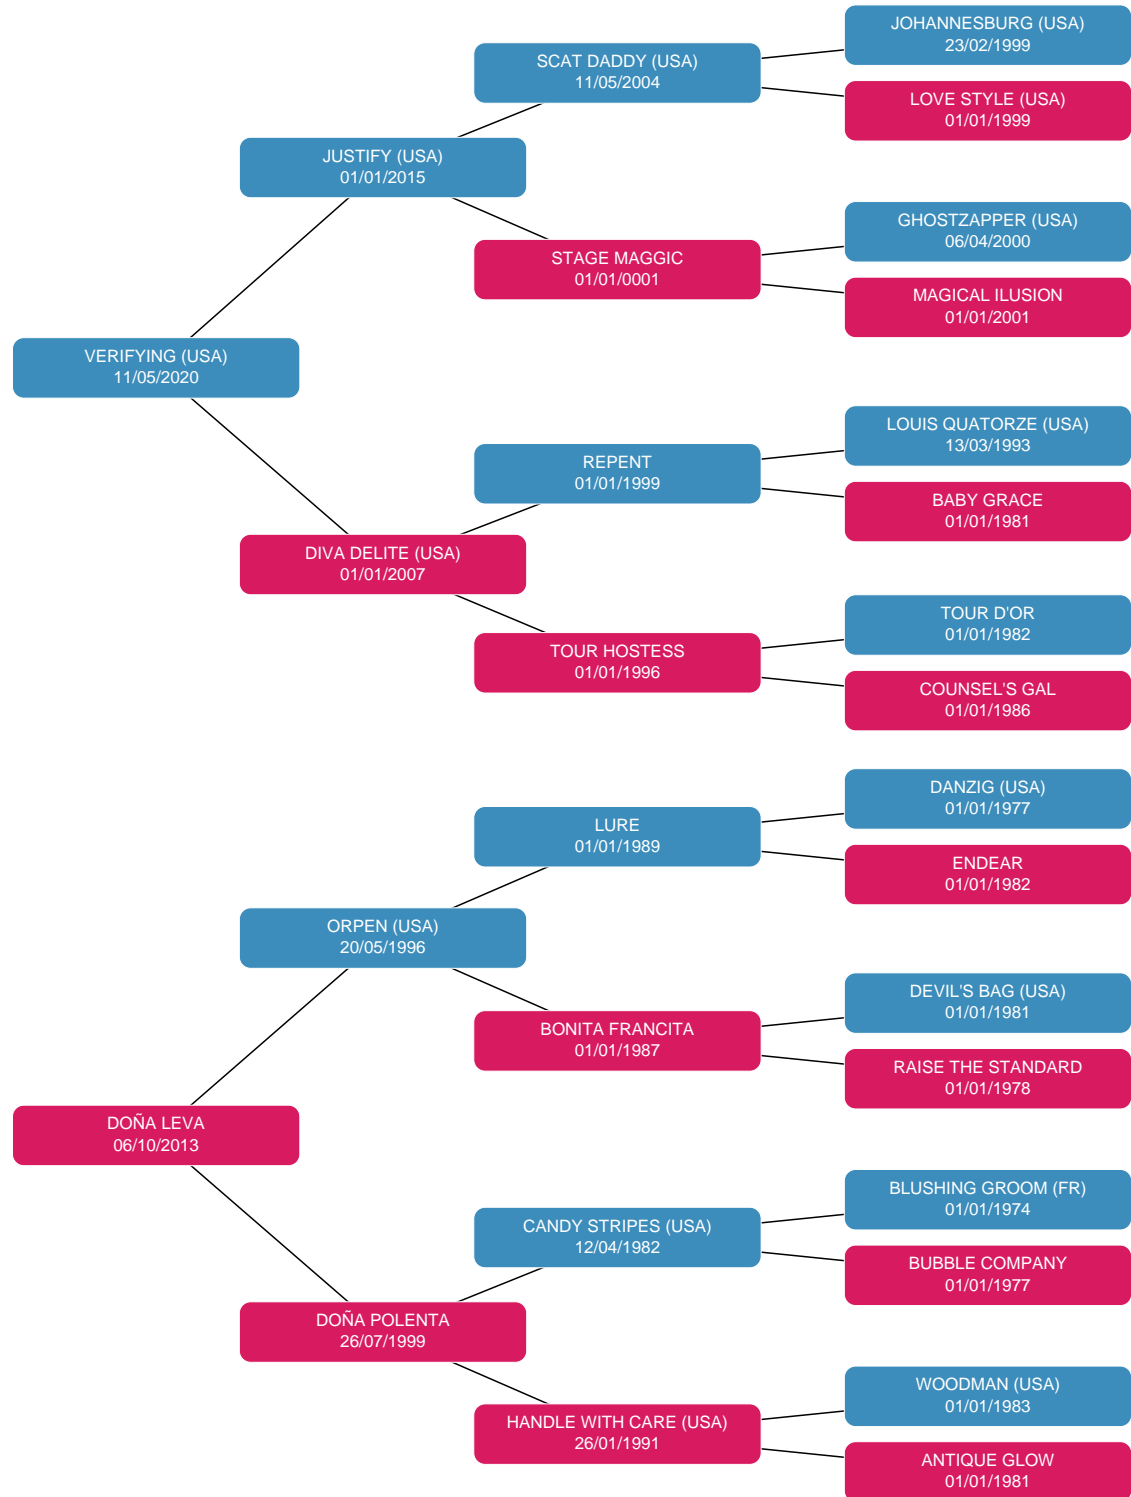 JOHANNESBURG (USA)
23/02/1999
SCAT DADDY (USA)
11/05/2004
LOVE STYLE (USA)
01/01/1999
JUSTIFY (USA)
01/01/2015
GHOSTZAPPER (USA)
06/04/2000
STAGE MAGGIC
01/01/0001
MAGICAL ILUSION
01/01/2001
VERIFYING (USA)
11/05/2020
LOUIS QUATORZE (USA)
13/03/1993
REPENT
01/01/1999
BABY GRACE
01/01/1981
DIVA DELITE (USA)
01/01/2007
TOUR D'OR
01/01/1982
TOUR HOSTESS
01/01/1996
COUNSEL'S GAL
01/01/1986
DANZIG (USA)
01/01/1977
LURE
01/01/1989
ENDEAR
01/01/1982
ORPEN (USA)
20/05/1996
DEVIL'S BAG (USA)
01/01/1981
BONITA FRANCITA
01/01/1987
RAISE THE STANDARD
01/01/1978
DOÑA LEVA
06/10/2013
BLUSHING GROOM (FR)
01/01/1974
CANDY STRIPES (USA)
12/04/1982
BUBBLE COMPANY
01/01/1977
DOÑA POLENTA
26/07/1999
WOODMAN (USA)
01/01/1983
HANDLE WITH CARE (USA)
26/01/1991
ANTIQUE GLOW
01/01/1981